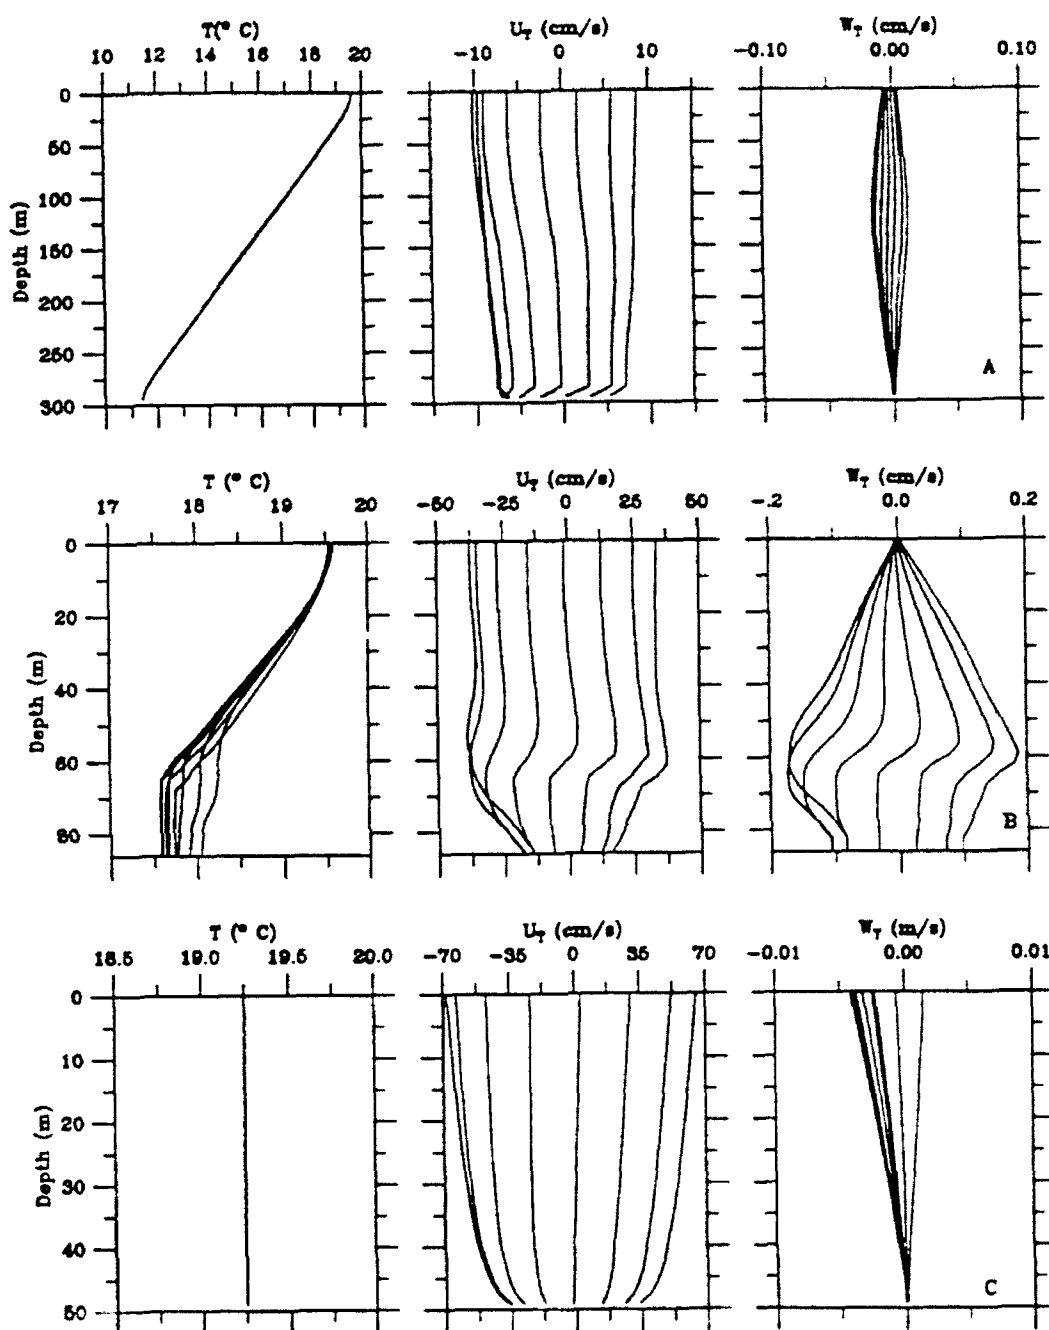 T(° C) U_T (cm/s) W_T (cm/s)
10 12 14 16 18 20 -10 0 10 -0.10 0.00 0.10
0
50
100
150
200
250
300
Depth (m)
A
T (° C) U_T (cm/s) W_T (cm/s)
17 18 19 20 -50 -25 0 25 50 -.2 0.0 0.2
0
20
40
60
80
Depth (m)
B
T (° C) U_T (cm/s) W_T (m/s)
18.5 19.0 19.5 20.0 -70 -35 0 35 70 -0.01 0.00 0.01
0
10
20
30
40
50
Depth (m)
C